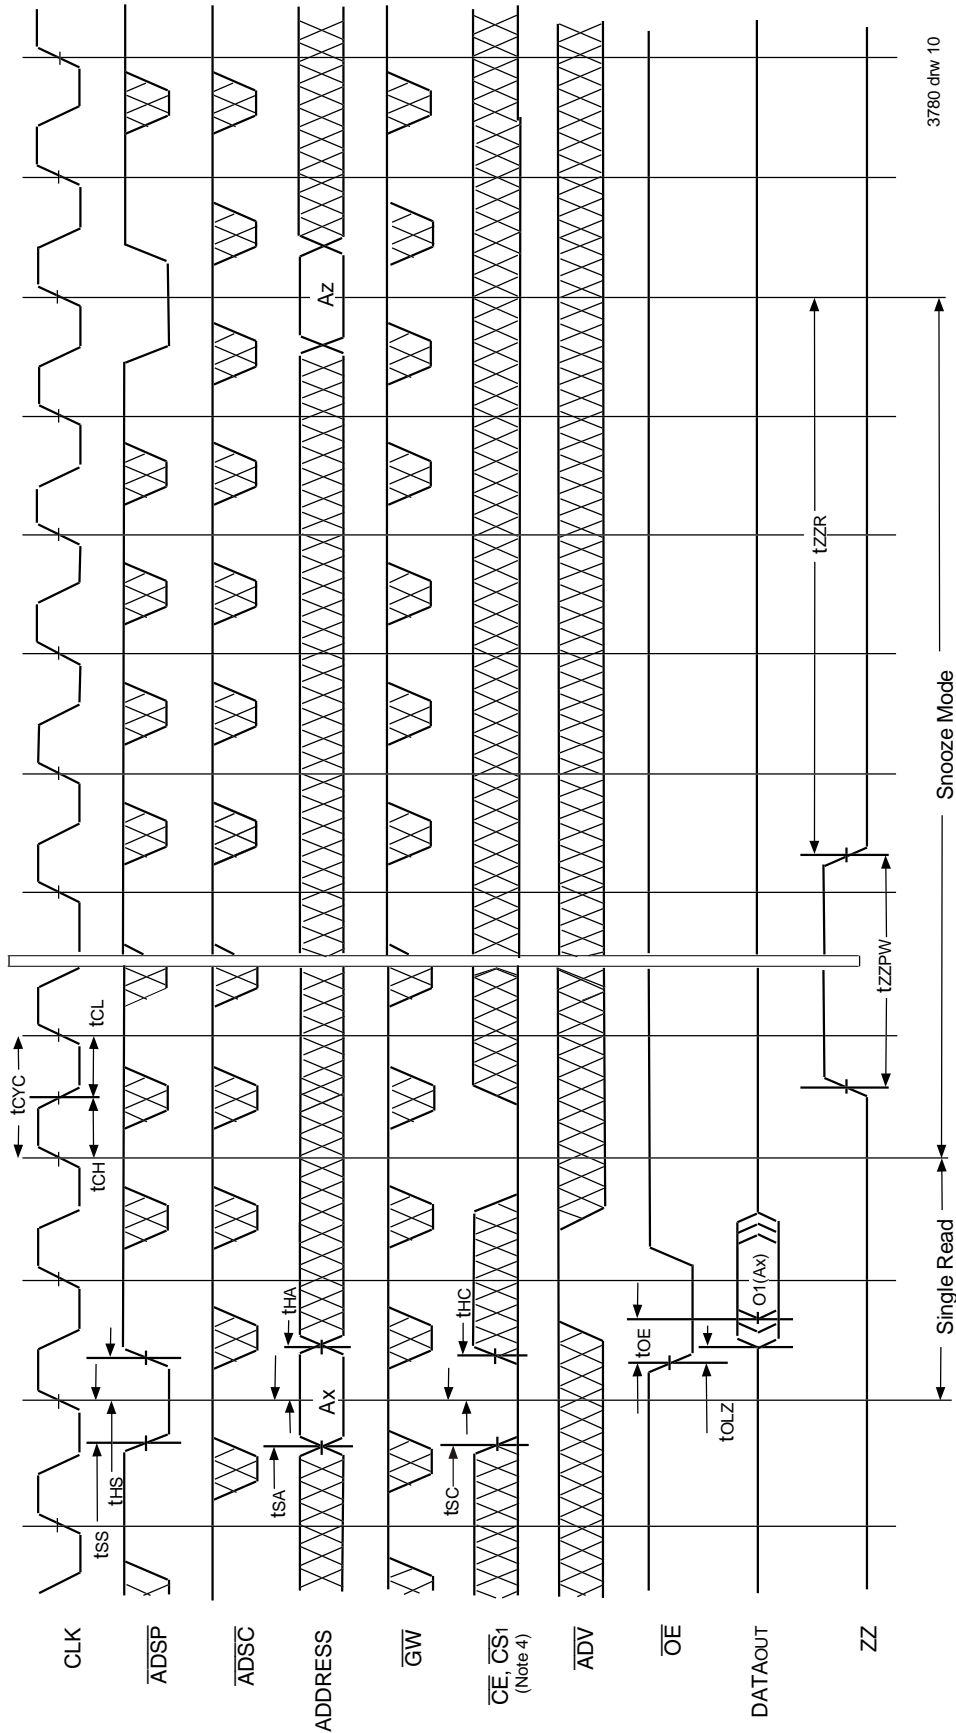 tCYC
tCH
tCL
tSS
tHS
CLK
ADSP
ADSC
tSA
tHA
ADDRESS
Ax
Az
GW
tSC
tHC
CE, CS1
(Note 4)
ADV
tOE
OE
tOLZ
DATAOUT
O1(Ax)
tZZR
ZZ
tZZPW
Single Read
Snooze Mode
3780 drw 10